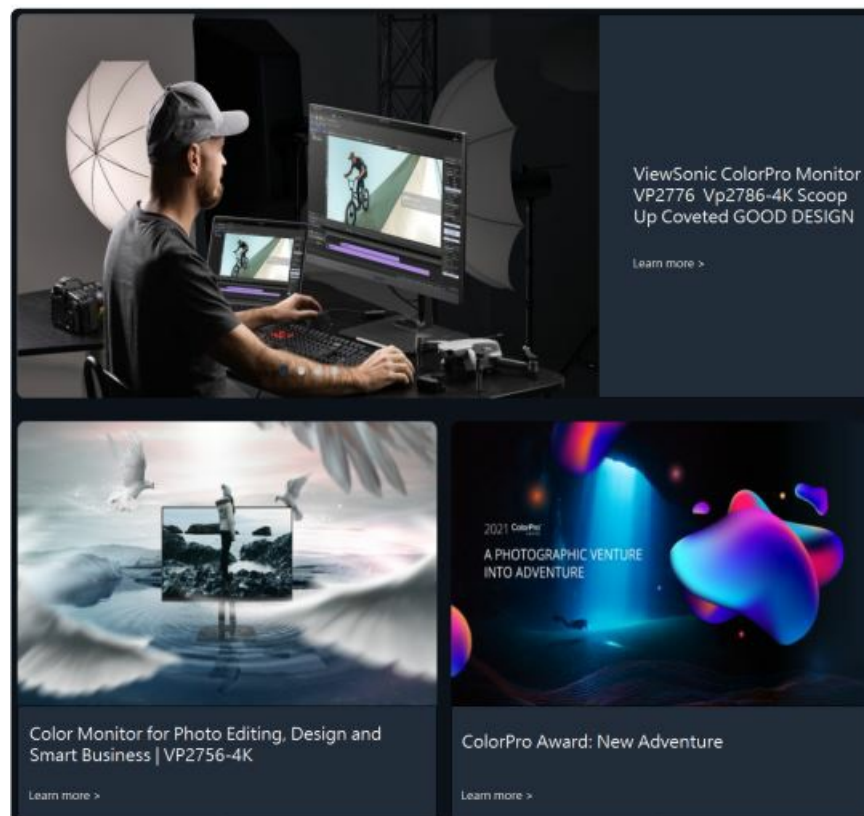 ViewSonic ColorPro Monitor
VP2776 Vp2786-4K Scoop
Up Coveted GOOD DESIGN
Learn more >
2021 ColorPro
A PHOTOGRAPHIC VENTURE
INTO ADVENTURE
Color Monitor for Photo Editing, Design and
Smart Business | VP2756-4K
Learn more >
ColorPro Award: New Adventure
Learn more >